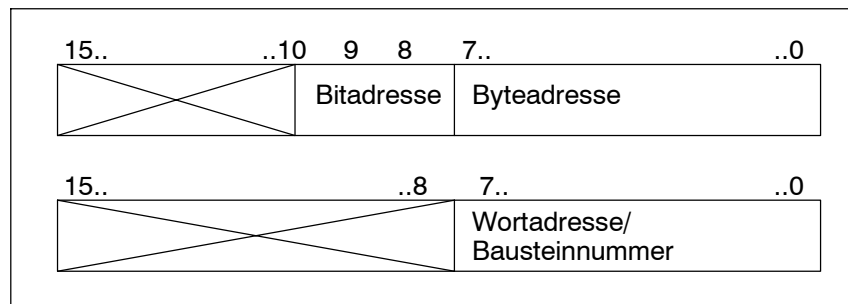 15.. ..10 9 8 7.. ..0
Bitadresse Byteadresse
15.. ..8 7.. ..0
Wortadresse/
Bausteinnummer